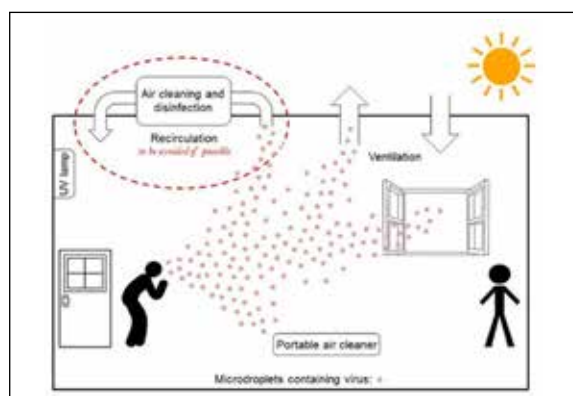 Air cleaning and
disinfection
Recirculation
to be avoided if possible
Ventilation
UV lamp
Portable air cleaner
Microdroplets containing virus: